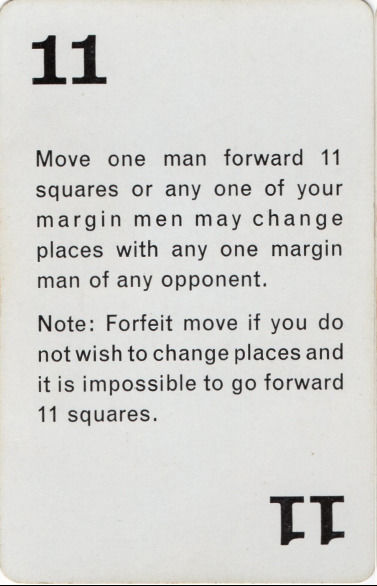 11
Move one man forward 11
squares or any one of your
margin men may change
places with any one margin
man of any opponent.
Note: Forfeit move if you do
not wish to change places and
it is impossible to go forward
11 squares.
11